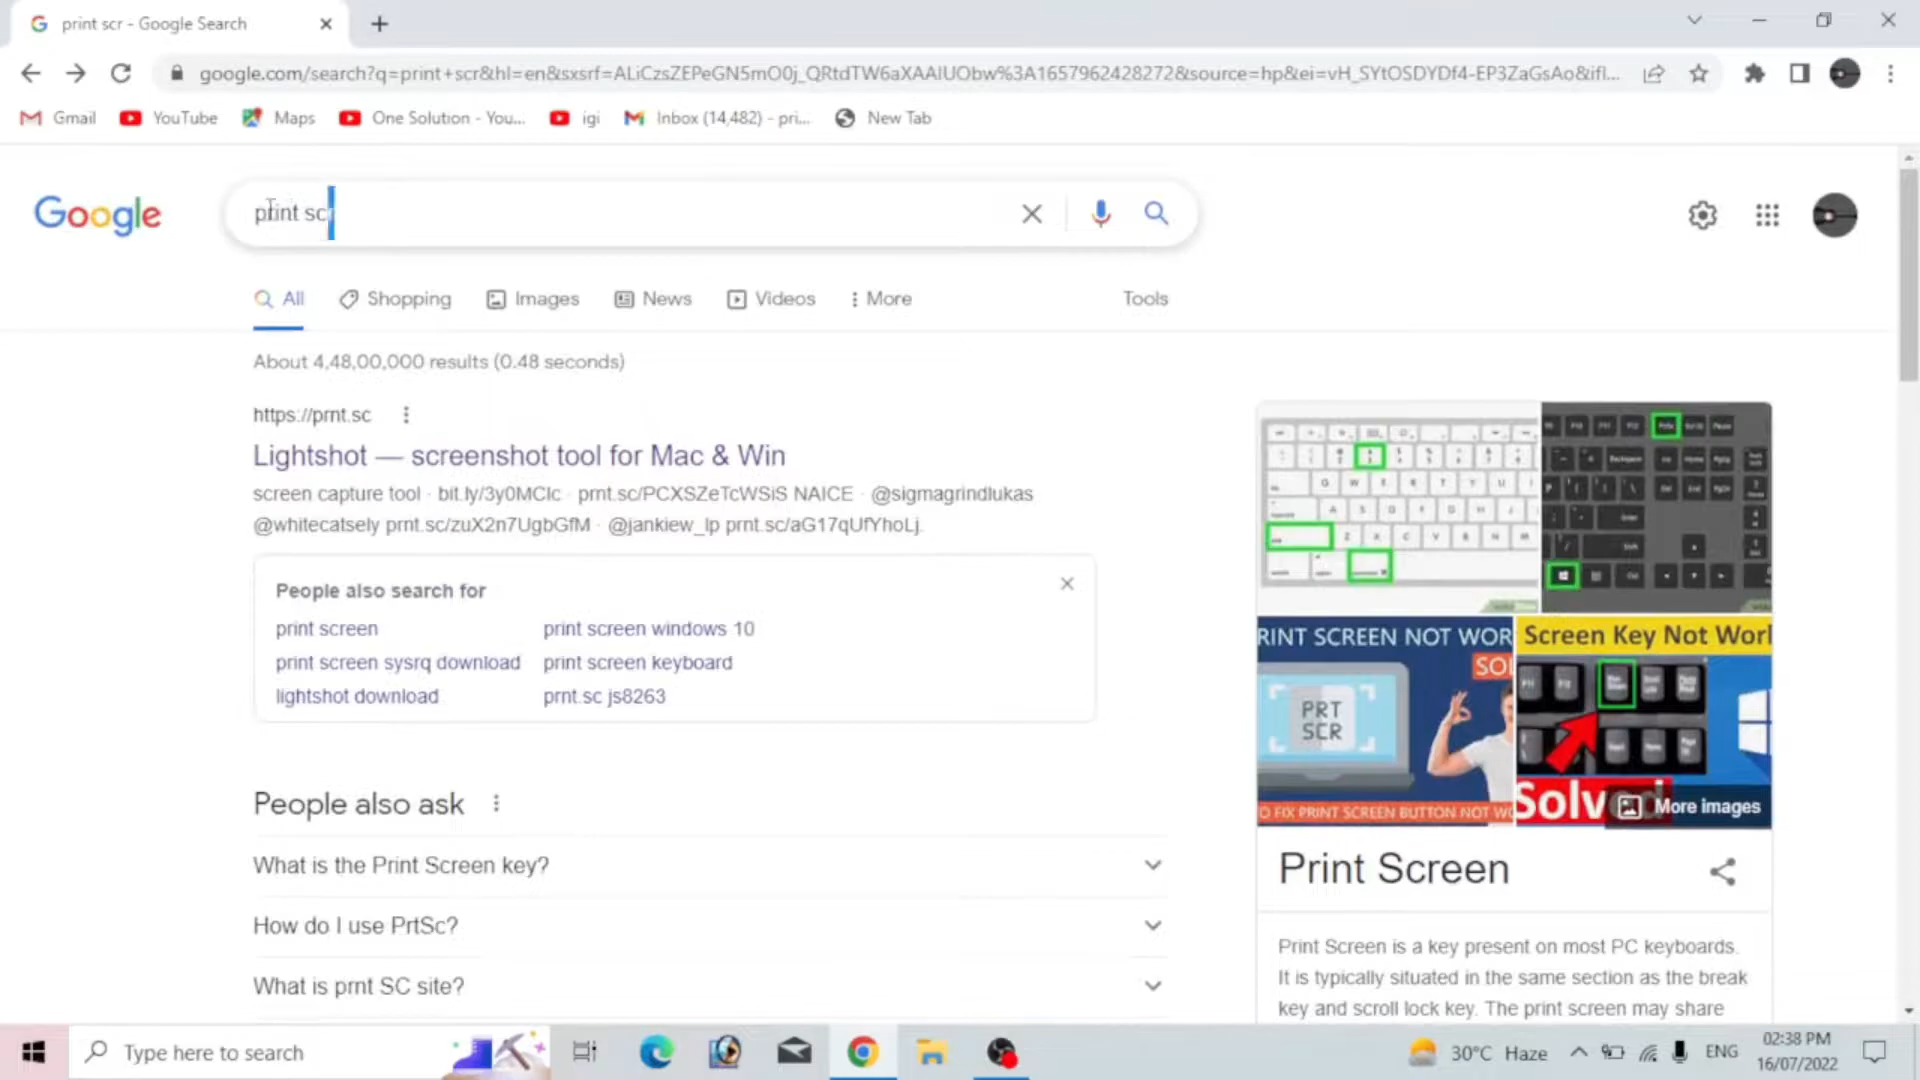 print scr - Google Search
google.com/search?q=print+scr&hl=en&sxsrf=ALiCzsZEPeGN5mO0j_QRtdTW6aXAAlUObw%3A1657962428272&source=hp&ei=vH_SYtOSDYDf4-EP3ZaGsAo&ifl...
Gmail
YouTube
Maps
One Solution - You...
igi
Inbox (14,482) - pri...
New Tab
Google
print scr
All
Shopping
Images
News
Videos
More
Tools
About 4,48,00,000 results (0.48 seconds)
https://prnt.sc
Lightshot — screenshot tool for Mac & Win
screen capture tool · bit.ly/3y0MClc · prnt.sc/PCXSZeTcWSiS NAICE · @sigmagrindlukas
@whitecatsely prnt.sc/zuX2n7UgbGfM · @jankiew_lp prnt.sc/aG17qUfYhoLj.
People also search for
print screen
print screen windows 10
print screen sysrq download
print screen keyboard
lightshot download
prnt.sc js8263
People also ask
What is the Print Screen key?
How do I use PrtSc?
What is prnt SC site?
RINT SCREEN NOT WOR
SO
PRT
SCR
O FIX PRINT SCREEN BUTTON NOT WO
Screen Key Not Worl
Solved
More images
Print Screen
Print Screen is a key present on most PC keyboards.
It is typically situated in the same section as the break
key and scroll lock key. The print screen may share
Type here to search
30°C Haze
ENG
02:38 PM
16/07/2022